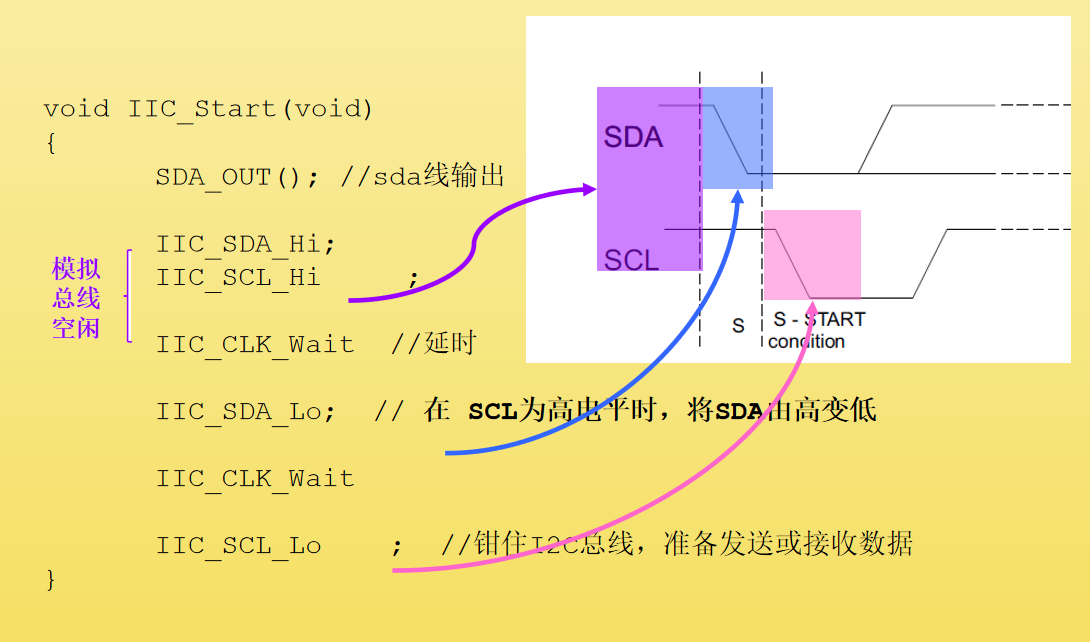 void IIC_Start(void)
{
SDA_OUT(); //sda线输出
IIC_SDA_Hi;
IIC_SCL_Hi ;
模拟
总线
空闲
IIC_CLK_Wait //延时
IIC_SDA_Lo; // 在 SCL为高电平时，将SDA由高变低
IIC_CLK_Wait
IIC_SCL_Lo ; //钳住I2C总线，准备发送或接收数据
}
SDA
SCL
S
S - START
condition